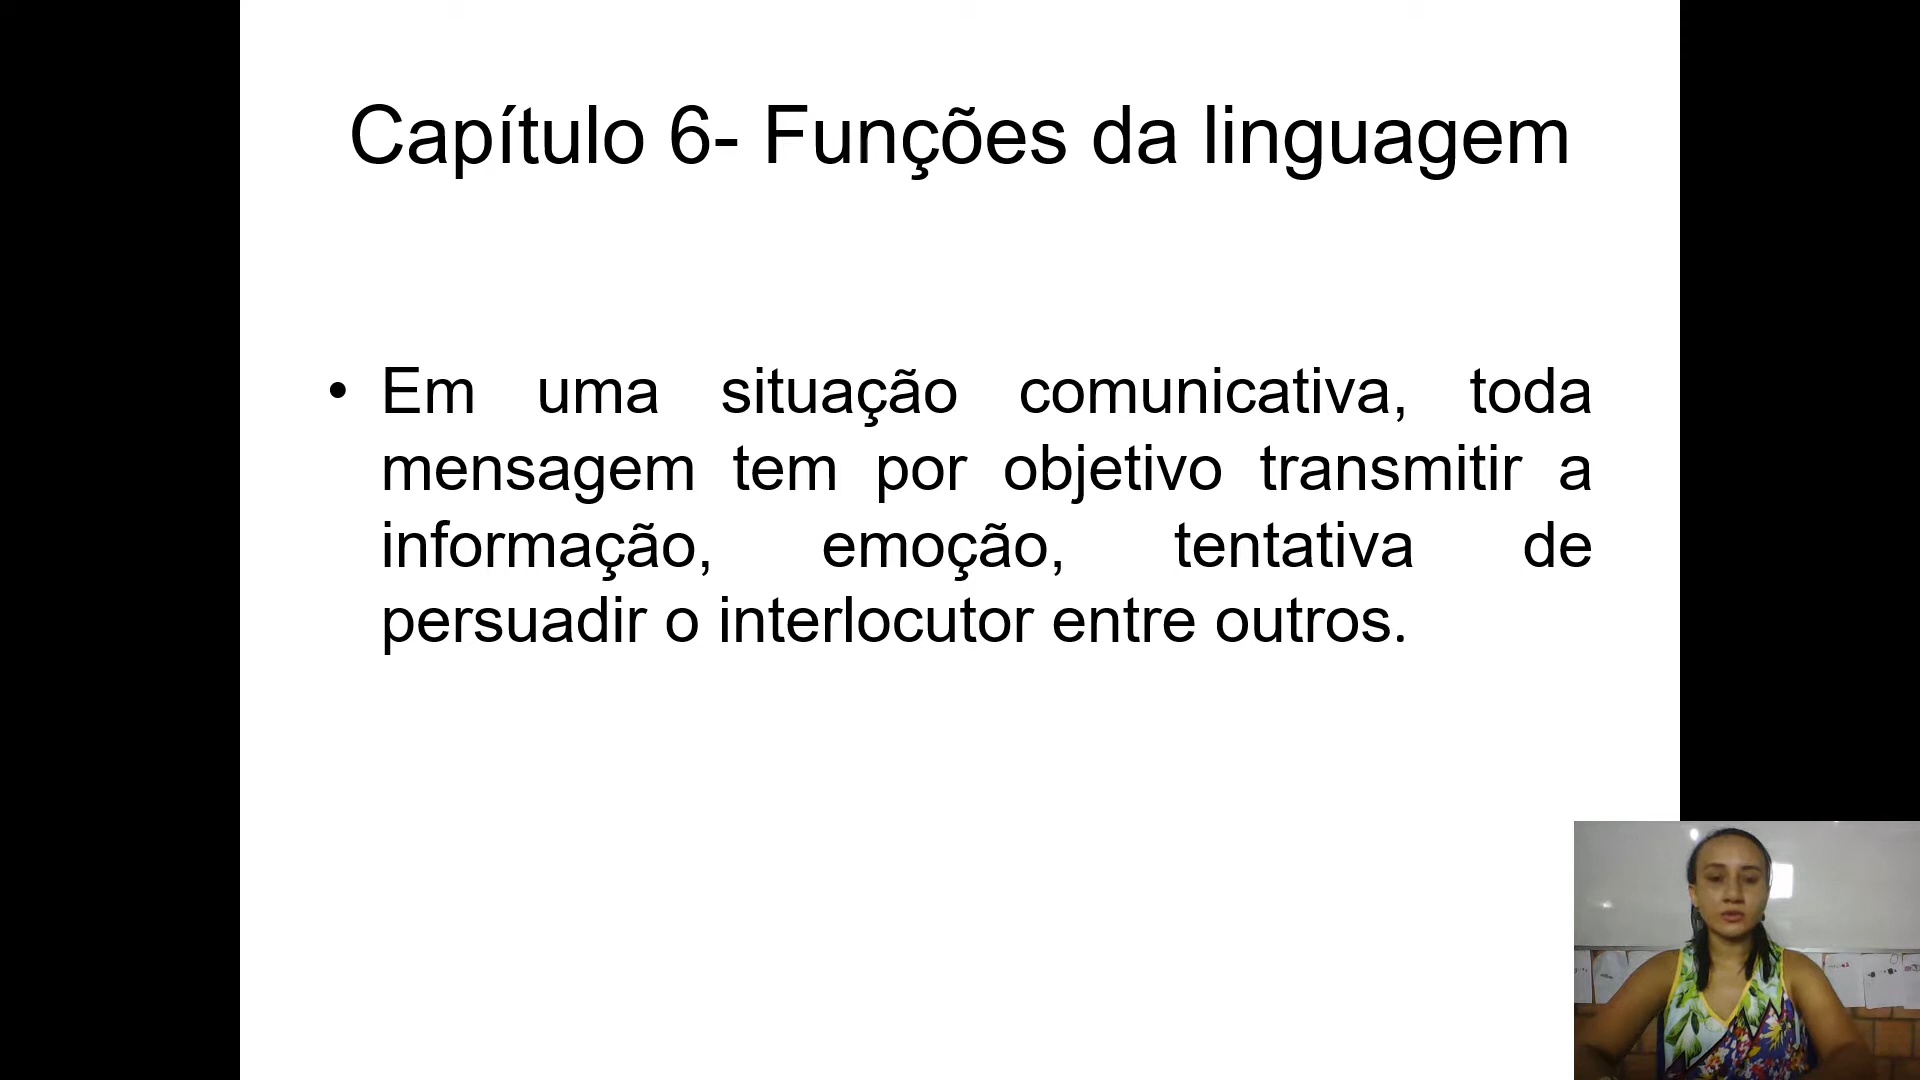 Capítulo 6- Funções da linguagem
• Em uma situação comunicativa, toda
mensagem tem por objetivo transmitir a
informação, emoção, tentativa de
persuadir o interlocutor entre outros.